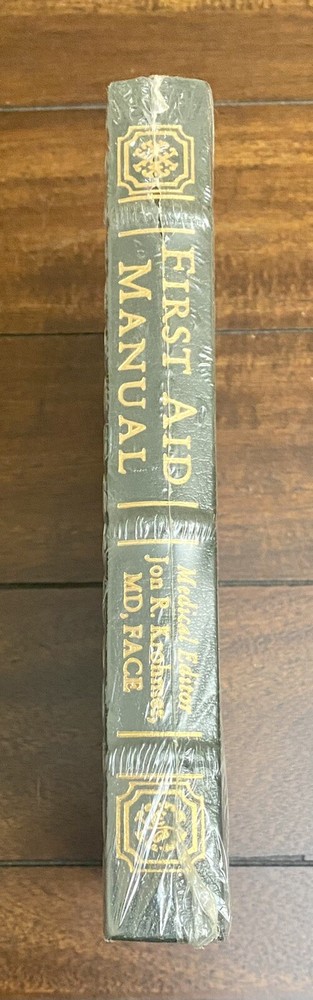 FIRST AID
MANUAL
Medical Editor
Jon R. Krohmer,
MD, FACE